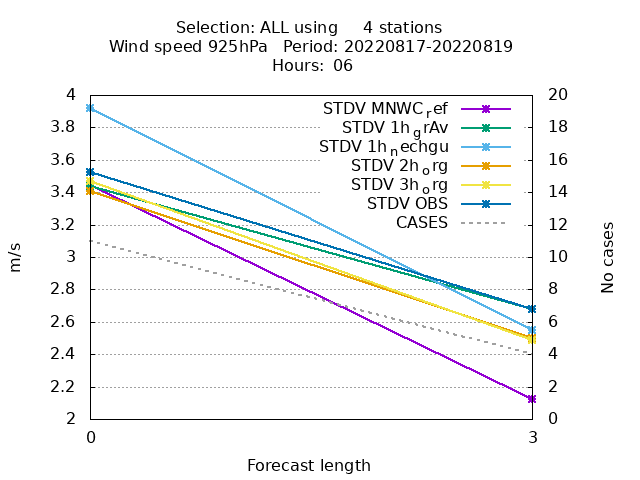 Selection: ALL using     4 stations
Wind speed 925hPa   Period: 20220817-20220819
Hours: 06
4
3.8
3.6
3.4
3.2
3
2.8
2.6
2.4
2.2
2
20
18
16
14
12
10
8
6
4
2
0
m/s
No cases
STDV MNWC_ref
STDV 1h_grAv
STDV 1h_nechgu
STDV 2h_org
STDV 3h_org
STDV OBS
CASES
0 3
Forecast length